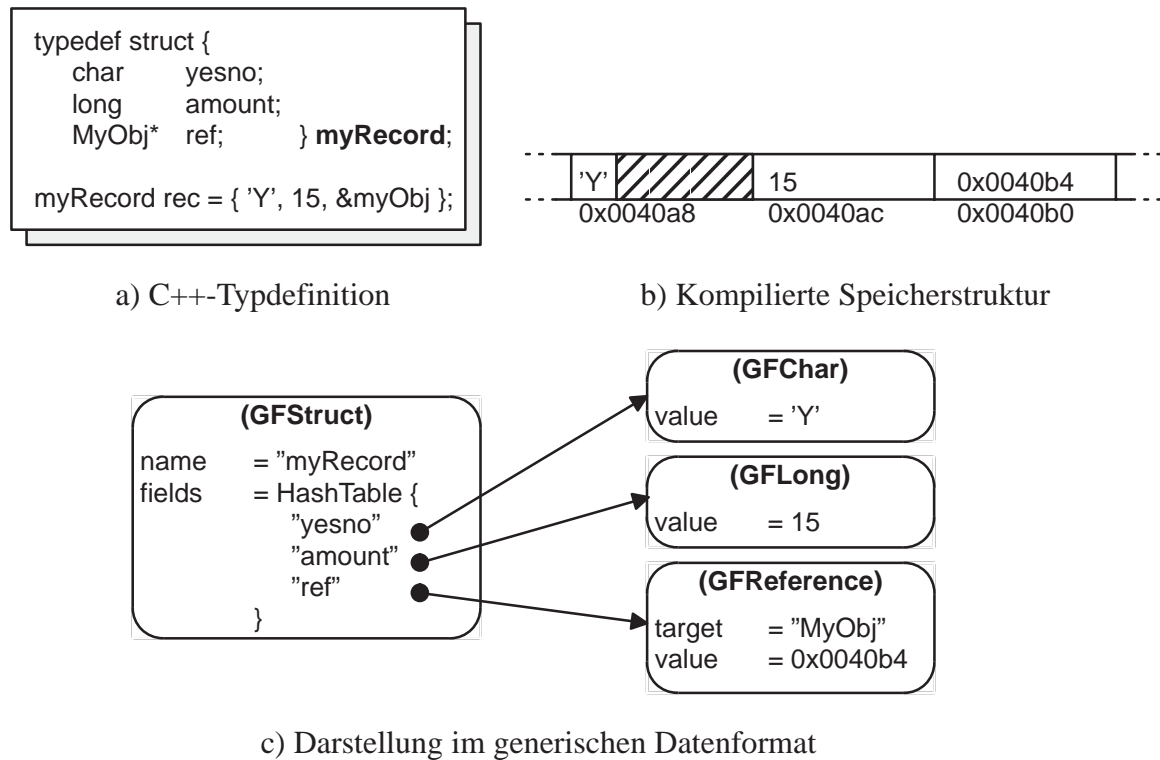 typedef struct {
char yesno;
long amount;
MyObj* ref; } myRecord;
myRecord rec = { 'Y', 15, &myObj };
a) C++-Typdefinition
'Y' 15 0x0040b4
0x0040a8 0x0040ac 0x0040b0
b) Kompilierte Speicherstruktur
(GFStruct)
name = ”myRecord”
fields = HashTable {
”yesno”
”amount”
”ref”
}
(GFChar)
value = 'Y'
(GFLong)
value = 15
(GFReference)
target = ”MyObj”
value = 0x0040b4
c) Darstellung im generischen Datenformat